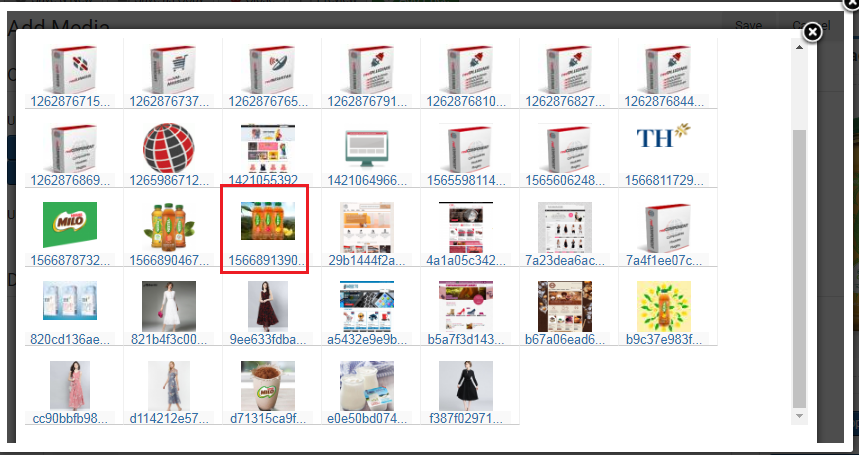 Add Media
Save
1262876715...
1262876737...
1262876765...
1262876791...
1262876810...
1262876827...
1262876844...
TH
1262876869...
1265986712...
1421055392...
1421064966...
1565598114...
1565606248...
1566811729...
MILO
1566878732...
1566890467...
1566891390...
29b1444f2a...
4a1a05c342...
7a23dea6ac...
7a4f1ee07c...
820cd136ae...
821b4f3c00...
9ee633fdba...
a5432e9e9b...
b5a7f3d143...
b67a06ead6...
b9c37e983f...
MILO
cc90bbfb98...
d114212e57...
d71315ca9f...
e0e50bd074...
f387f02971...